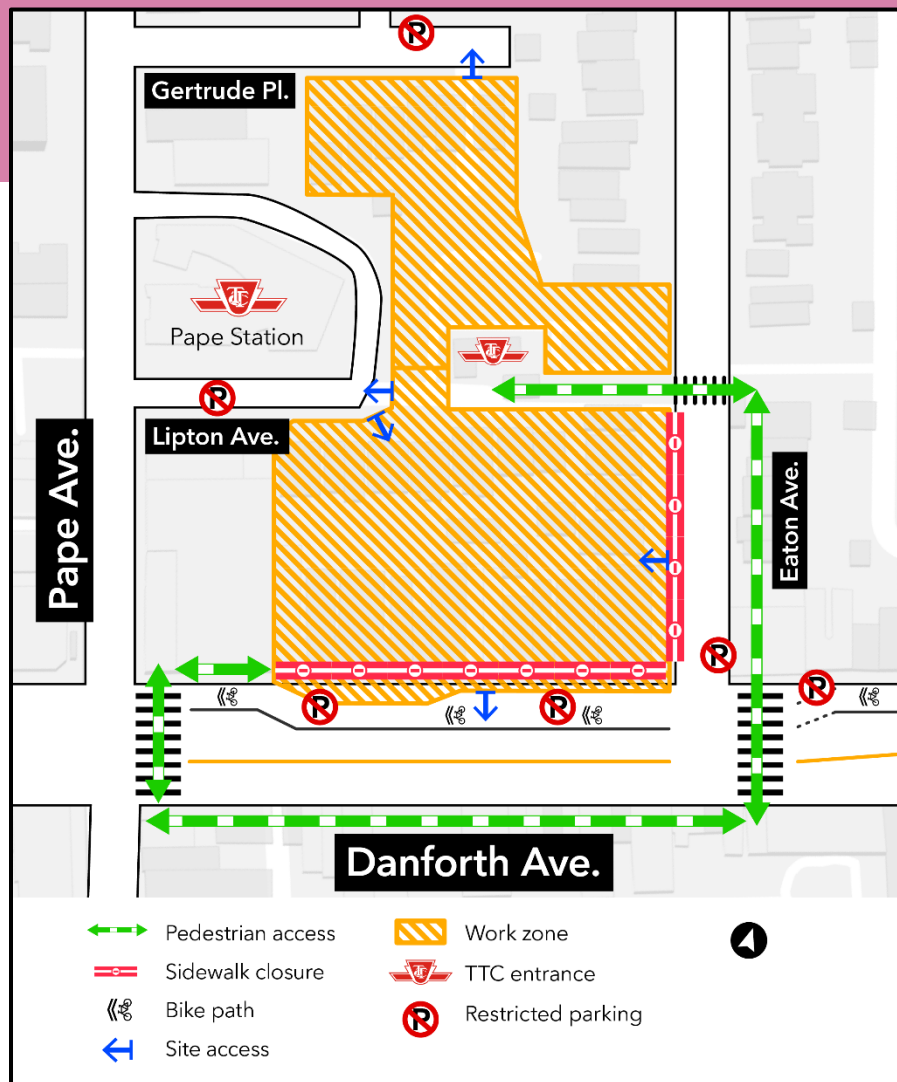 Gertrude Pl.
Pape Station
Lipton Ave.
Pape Ave.
Eaton Ave.
Danforth Ave.
Pedestrian access
Work zone
Sidewalk closure
TTC entrance
Bike path
Restricted parking
Site access